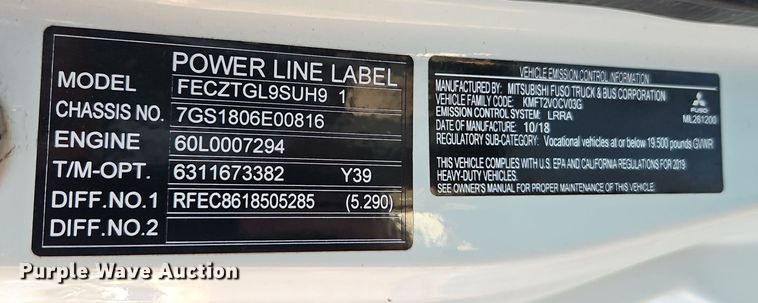 POWER LINE LABEL
MODEL FECZTGL9SUH9 1
CHASSIS NO. 7GS1806E00816
ENGINE 60L0007294
T/M-OPT. 6311673382 Y39
DIFF.NO.1 RFEC8618505285 (5.290)
DIFF.NO.2
VEHICLE EMISSION CONTROL INFORMATION
MANUFACTURED BY: MITSUBISHI FUSO TRUCK & BUS CORPORATION
VEHICLE FAMILY CODE: KMFT2VOCV03G
EMISSION CONTROL SYSTEM: LRRA
DATE OF MANUFACTURE: 10/18
REGULATORY SUB-CATEGORY: Vocational vehicles at or below 19,500 pounds GVWR
THIS VEHICLE COMPLIES WITH U.S. EPA AND CALIFORNIA REGULATIONS FOR 2019
HEAVY-DUTY VEHICLES.
SEE OWNER'S MANUAL FOR PROPER MAINTENANCE OF THIS VEHICLE.
FUSO
ML261200
Purple Wave Auction